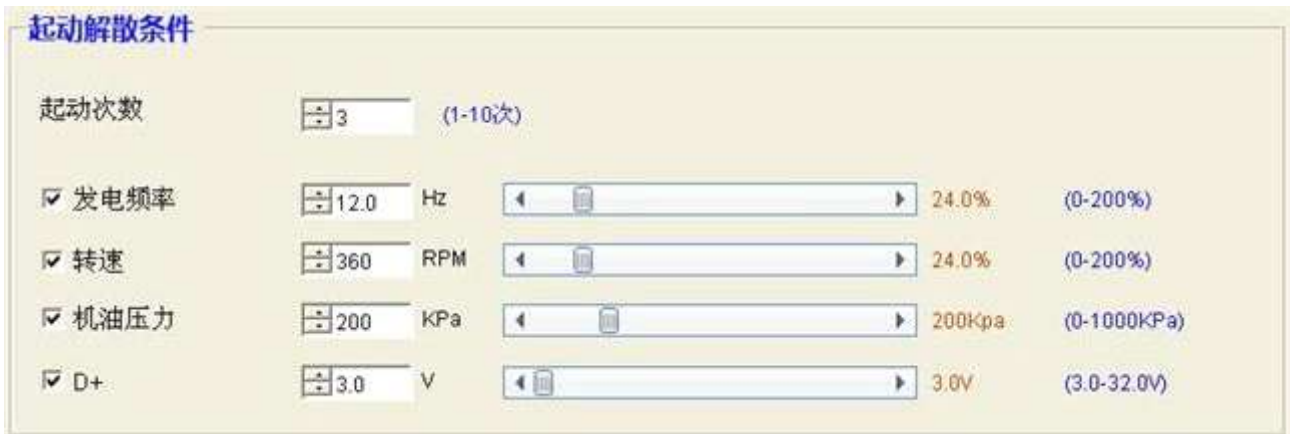 起动解散条件
起动次数 3 (1-10次)
发电频率 12.0 Hz 24.0% (0-200%)
转速 360 RPM 24.0% (0-200%)
机油压力 200 KPa 200Kpa (0-1000KPa)
D+ 3.0 V 3.0V (3.0-32.0V)